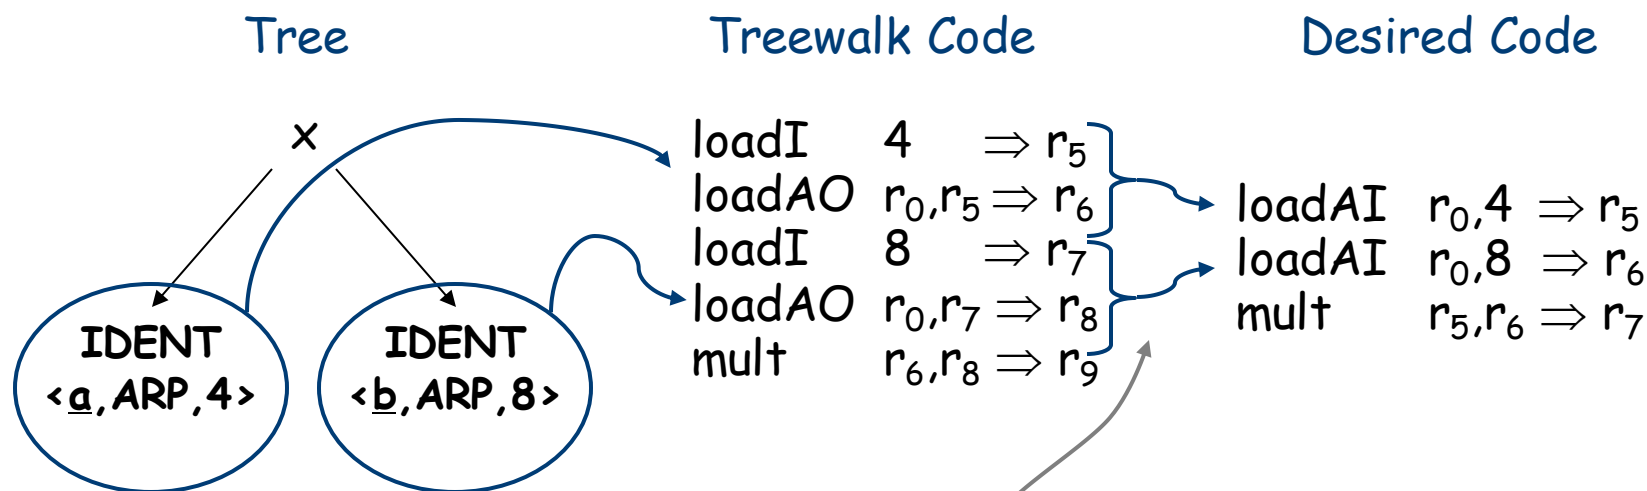 Tree
Treewalk Code
Desired Code
x
IDENT
<a,ARP,4>
IDENT
<b,ARP,8>
loadI 4 ⇒ r₅
loadAO r₀,r₅ ⇒ r₆
loadI 8 ⇒ r₇
loadAO r₀,r₇ ⇒ r₈
mult r₆,r₈ ⇒ r₉
loadAI r₀,4 ⇒ r₅
loadAI r₀,8 ⇒ r₆
mult r₅,r₆ ⇒ r₇